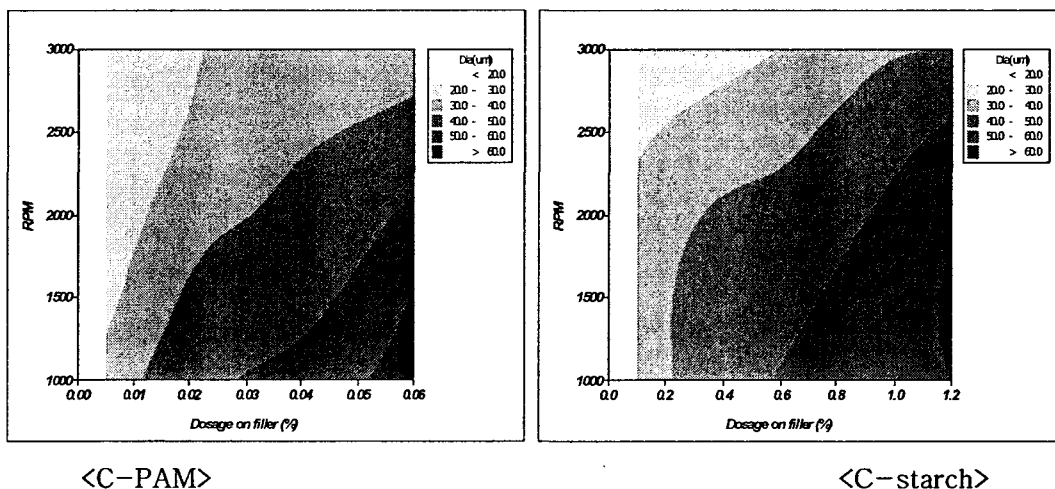 3000
2500
2000
1500
1000
RPM
0.00 0.01 0.02 0.03 0.04 0.05 0.06
Dosage on filler (%)
Dia(um)
< 20.0
20.0 - 30.0
30.0 - 40.0
40.0 - 50.0
50.0 - 60.0
> 60.0
<C-PAM>
3000
2500
2000
1500
1000
RPM
0.0 0.2 0.4 0.6 0.8 1.0 1.2
Dosage on filler (%)
Dia(um)
< 20.0
20.0 - 30.0
30.0 - 40.0
40.0 - 50.0
50.0 - 60.0
> 60.0
<C-starch>